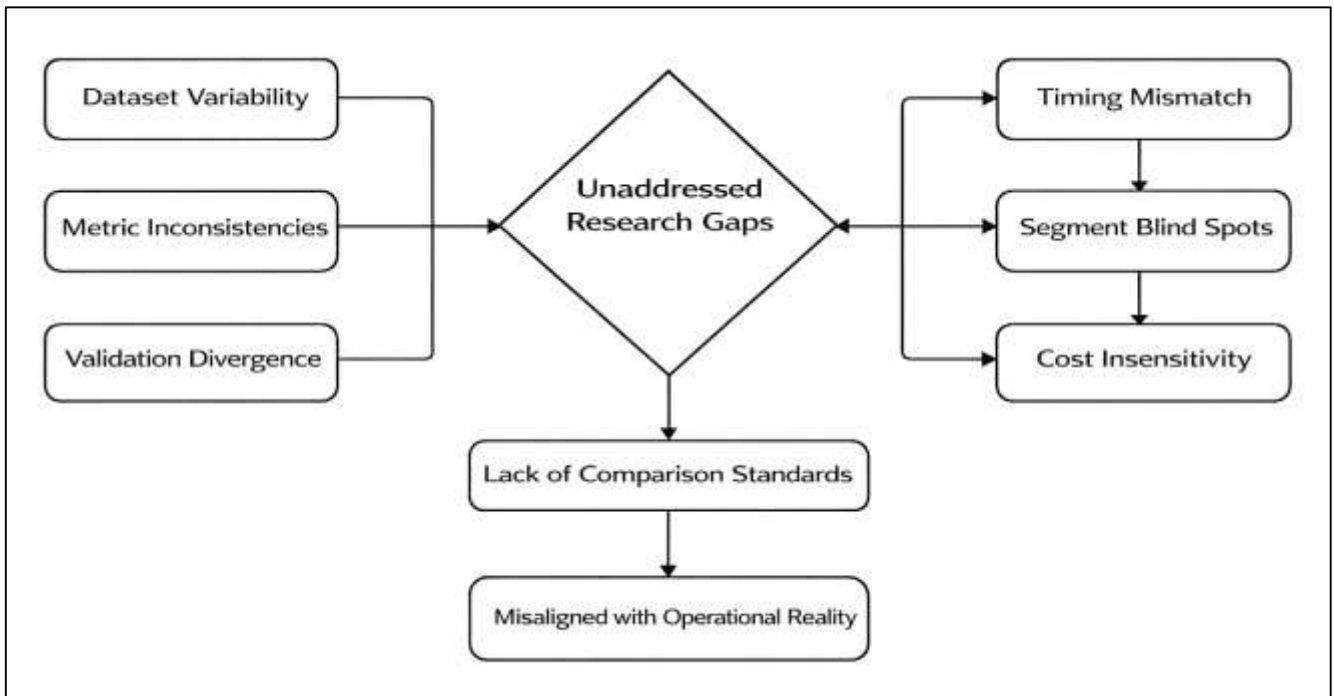 Dataset Variability
Metric Inconsistencies
Validation Divergence
Unaddressed
Research Gaps
Timing Mismatch
Segment Blind Spots
Cost Insensitivity
Lack of Comparison Standards
Misaligned with Operational Reality